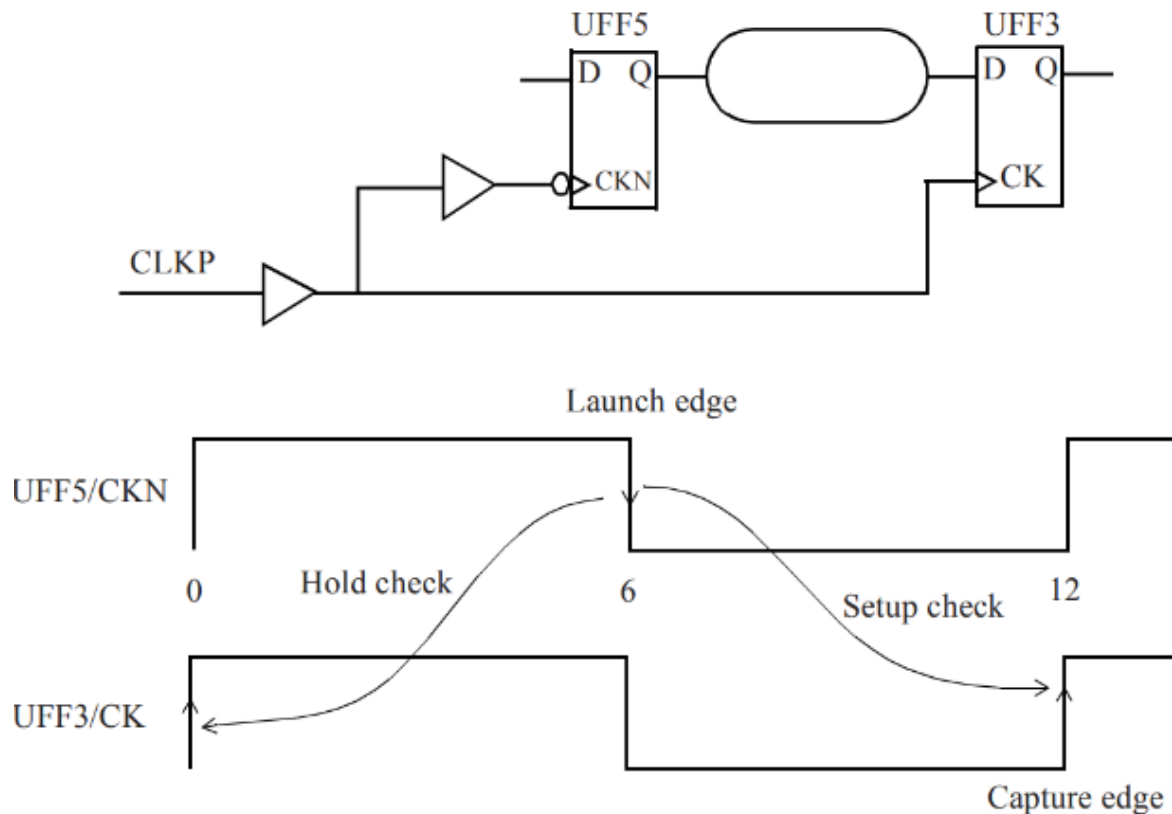 UFF5 UFF3
D Q D Q
CKN CK
CLKP
Launch edge
UFF5/CKN
0 Hold check 6 Setup check 12
UFF3/CK
Capture edge